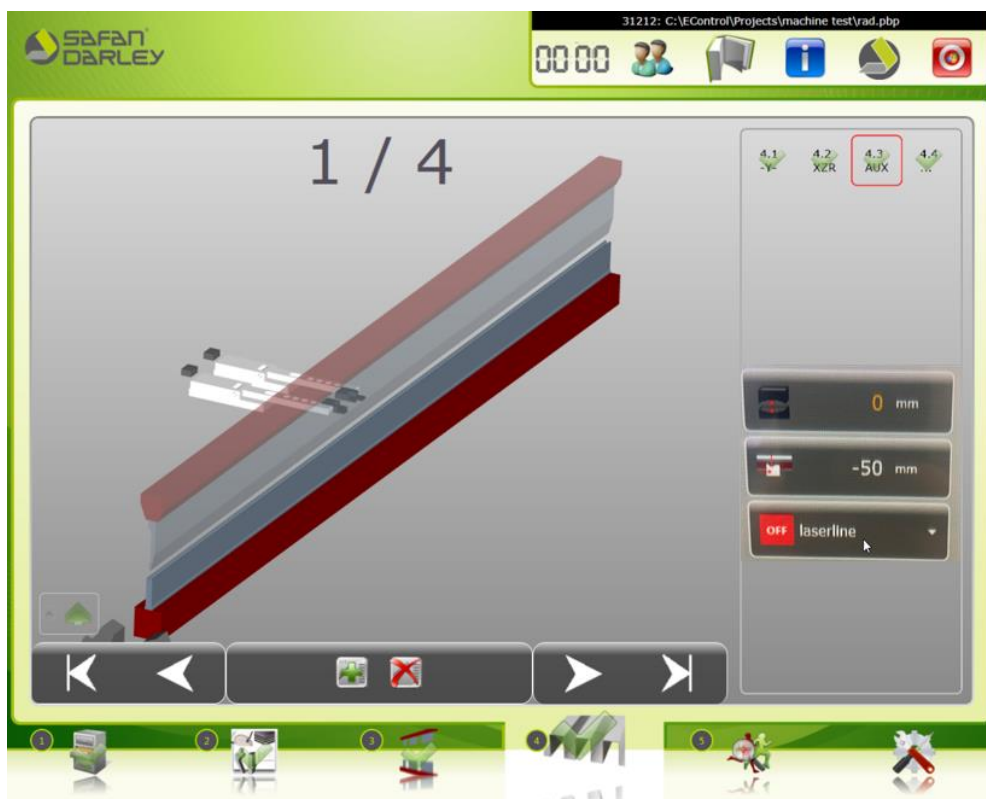 31212: C:\EControl\Projects\machine test\rad.pbp
SAFAN
DARLEY
00 00
1 / 4
4.1
-Y-
4.2
XZR
4.3
AUX
4.4
...
0 mm
-50 mm
OFF laserline
1
2
3
4
5